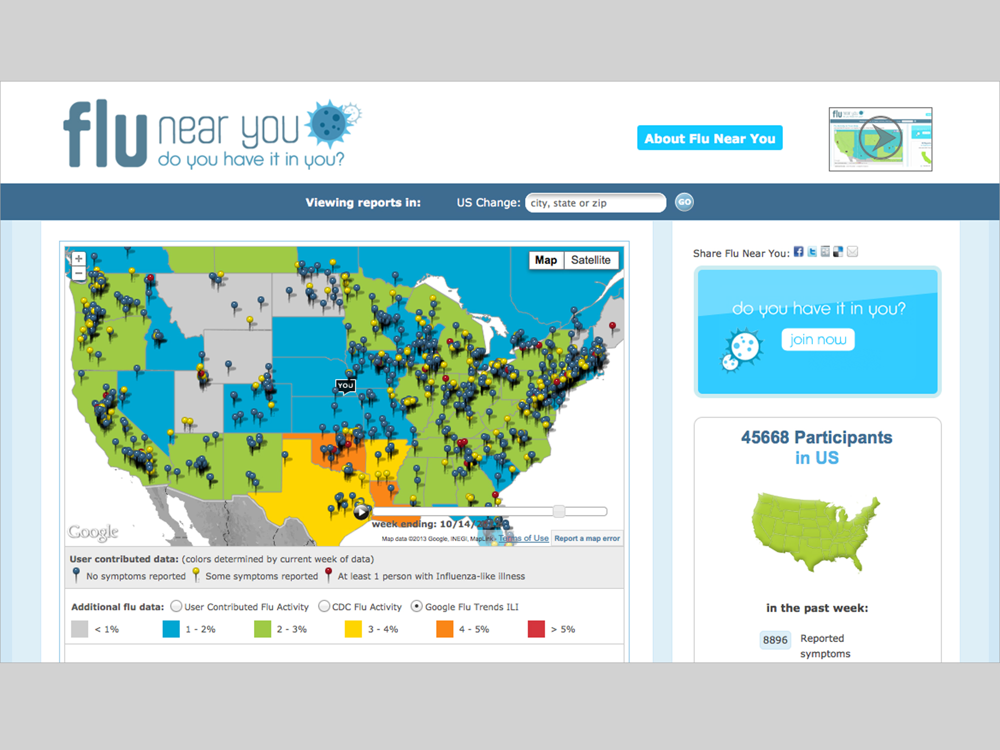 flu near you
do you have it in you?
About Flu Near You
flu near you
Viewing reports in: US Change: city, state or zip GO
+
−
Map Satellite
YOU
Google
week ending: 10/14/
Map data ©2013 Google, INEGI, MapLink Terms of Use Report a map error
User contributed data: (colors determined by current week of data)
No symptoms reported Some symptoms reported At least 1 person with Influenza-like illness
Additional flu data: User Contributed Flu Activity CDC Flu Activity Google Flu Trends ILI
< 1% 1 - 2% 2 - 3% 3 - 4% 4 - 5% > 5%
Share Flu Near You:
do you have it in you?
join now
45668 Participants
in US
in the past week:
8896 Reported
symptoms